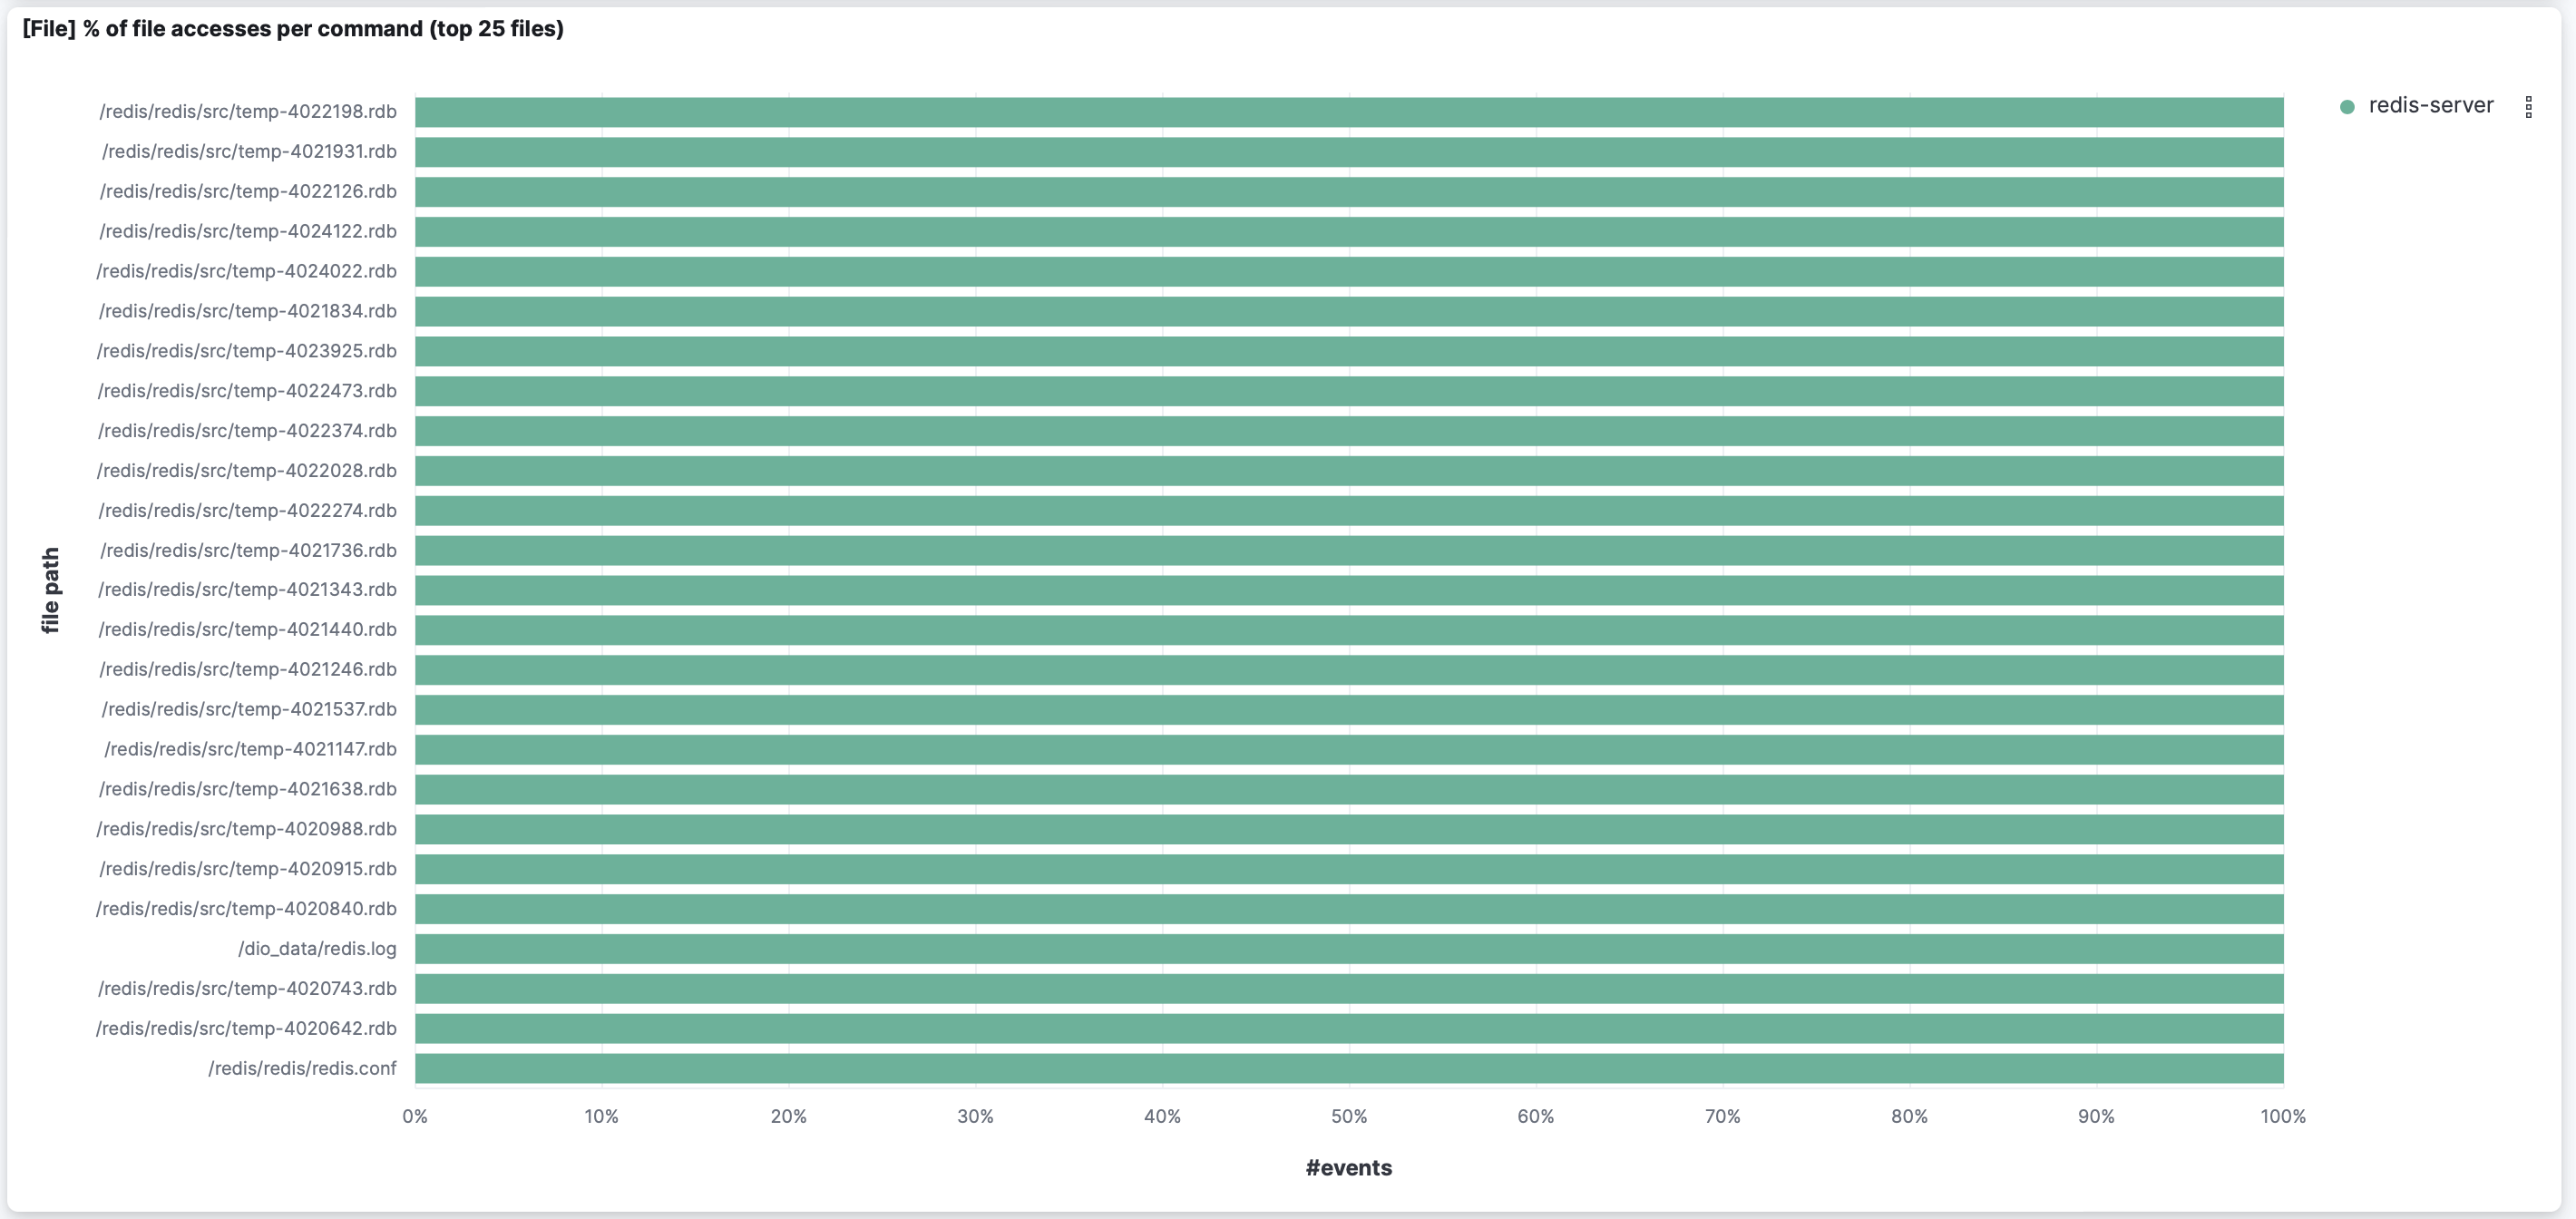 [File] % of file accesses per command (top 25 files)
redis-server
file path
/redis/redis/src/temp-4022198.rdb
/redis/redis/src/temp-4021931.rdb
/redis/redis/src/temp-4022126.rdb
/redis/redis/src/temp-4024122.rdb
/redis/redis/src/temp-4024022.rdb
/redis/redis/src/temp-4021834.rdb
/redis/redis/src/temp-4023925.rdb
/redis/redis/src/temp-4022473.rdb
/redis/redis/src/temp-4022374.rdb
/redis/redis/src/temp-4022028.rdb
/redis/redis/src/temp-4022274.rdb
/redis/redis/src/temp-4021736.rdb
/redis/redis/src/temp-4021343.rdb
/redis/redis/src/temp-4021440.rdb
/redis/redis/src/temp-4021246.rdb
/redis/redis/src/temp-4021537.rdb
/redis/redis/src/temp-4021147.rdb
/redis/redis/src/temp-4021638.rdb
/redis/redis/src/temp-4020988.rdb
/redis/redis/src/temp-4020915.rdb
/redis/redis/src/temp-4020840.rdb
/dio_data/redis.log
/redis/redis/src/temp-4020743.rdb
/redis/redis/src/temp-4020642.rdb
/redis/redis/redis.conf
0% 10% 20% 30% 40% 50% 60% 70% 80% 90% 100%
#events